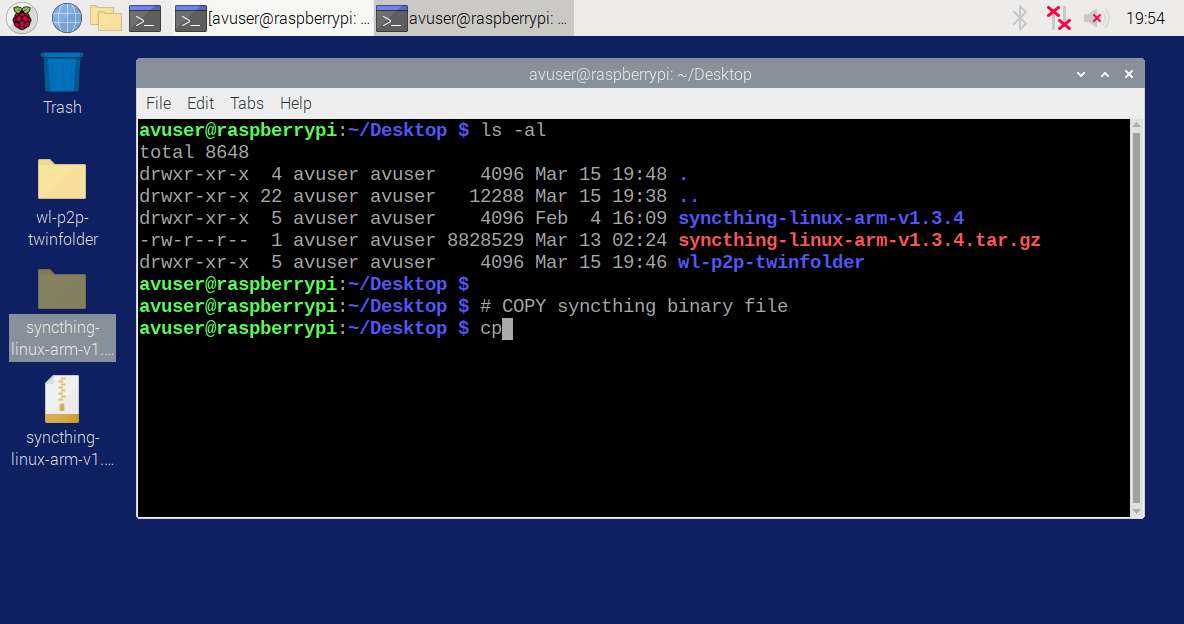 [avuser@raspberrypi: ...
avuser@raspberrypi: ...
19:54
Trash
wl-p2p-
twinfolder
syncthing-
linux-arm-v1....
syncthing-
linux-arm-v1....
avuser@raspberrypi: ~/Desktop
File Edit Tabs Help
avuser@raspberrypi:~/Desktop $ ls -al
total 8648
drwxr-xr-x  4 avuser avuser    4096 Mar 15 19:48 .
drwxr-xr-x 22 avuser avuser   12288 Mar 15 19:38 ..
drwxr-xr-x  5 avuser avuser    4096 Feb  4 16:09 syncthing-linux-arm-v1.3.4
-rw-r--r--  1 avuser avuser 8828529 Mar 13 02:24 syncthing-linux-arm-v1.3.4.tar.gz
drwxr-xr-x  5 avuser avuser    4096 Mar 15 19:46 wl-p2p-twinfolder
avuser@raspberrypi:~/Desktop $
avuser@raspberrypi:~/Desktop $ # COPY syncthing binary file
avuser@raspberrypi:~/Desktop $ cp